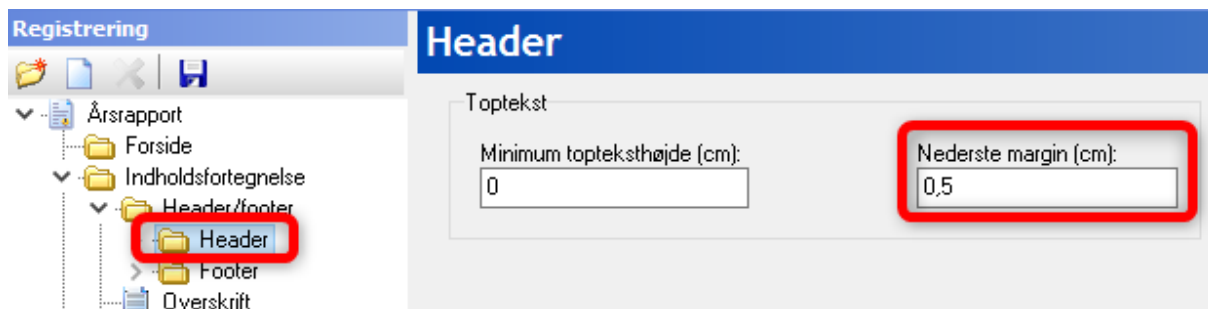 Registrering
Årsrapport
Forside
Indholdsfortegnelse
Header/footer
Header
Footer
Overskrift
Header
Toptekst
Minimum topteksthøjde (cm):
0
Nederste margin (cm):
0,5